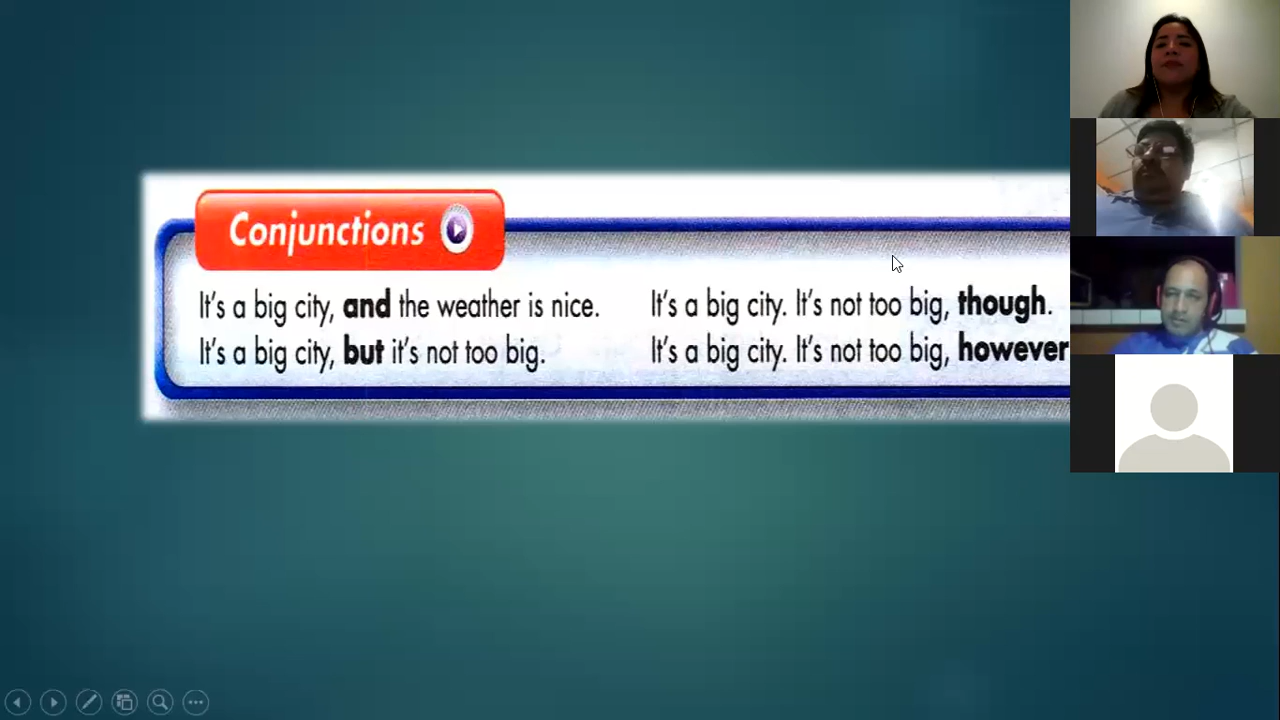 Conjunctions
It's a big city, and the weather is nice.
It's a big city, but it's not too big.
It's a big city. It's not too big, though.
It's a big city. It's not too big, however